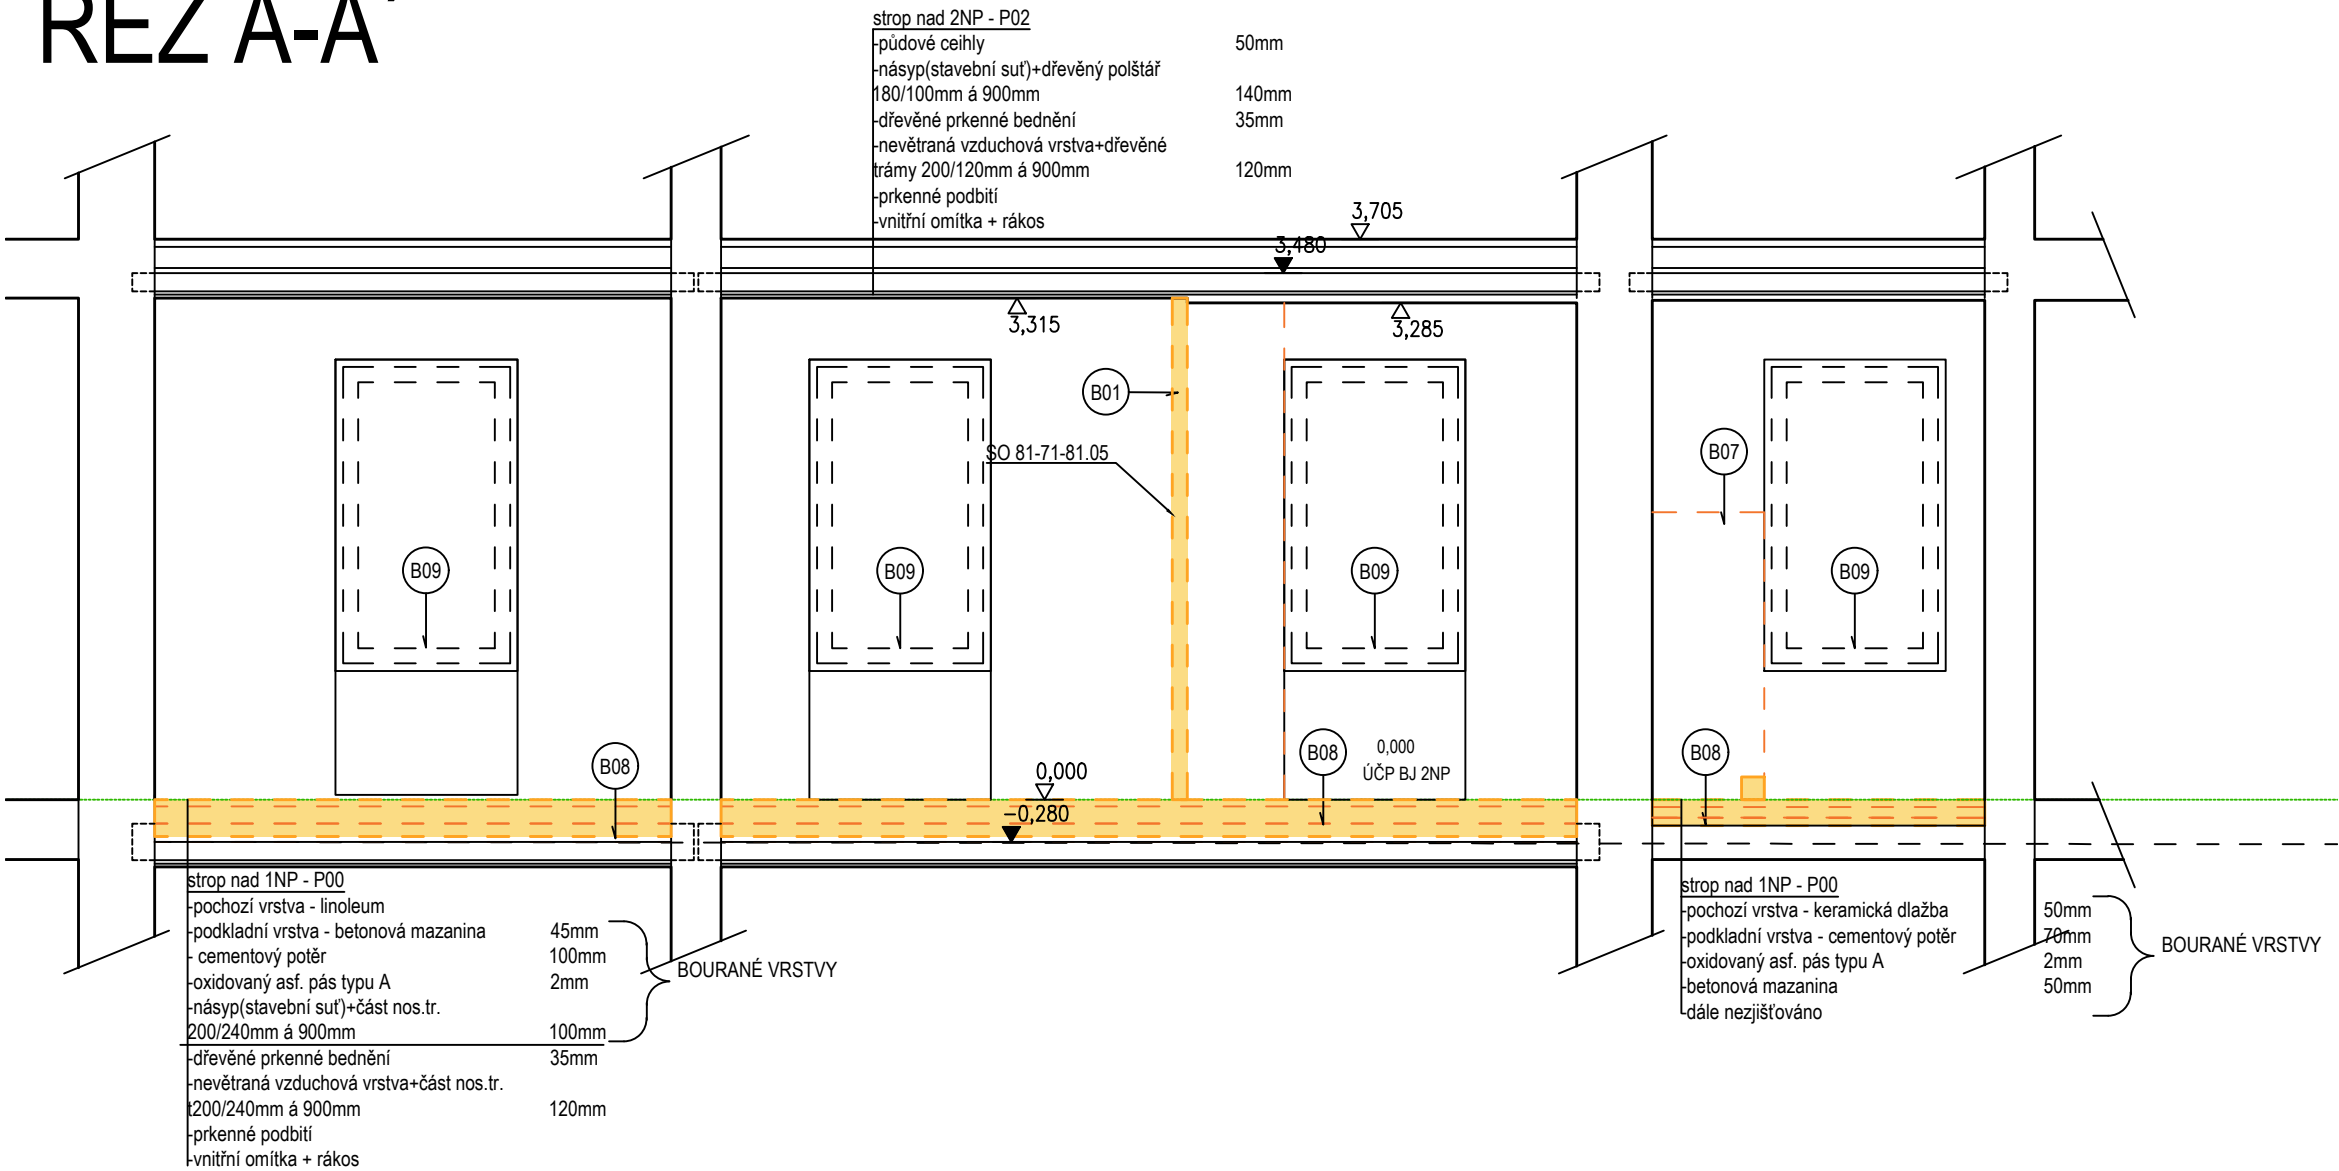 ŘEZ A-A'
strop nad 2NP - P02
-půdové ceihly 50mm
-násyp(stavební suť)+dřevěný polštář
180/100mm á 900mm 140mm
-dřevěné prkenné bednění 35mm
-nevětraná vzduchová vrstva+dřevěné
trámy 200/120mm á 900mm 120mm
-prkenné podbití
-vnitřní omítka + rákos
3,705
3,480
3,315
3,285
B01
SO 81-71-81.05
B07
B09
B09
B09
B09
B08
B08
B08
0,000
ÚČP BJ 2NP
0,000
-0,280
strop nad 1NP - P00
-pochozí vrstva - linoleum
-podkladní vrstva - betonová mazanina 45mm
- cementový potěr 100mm
-oxidovaný asf. pás typu A 2mm
-násyp(stavební suť)+část nos.tr.
200/240mm á 900mm 100mm
-dřevěné prkenné bednění 35mm
-nevětraná vzduchová vrstva+část nos.tr.
t200/240mm á 900mm 120mm
-prkenné podbití
-vnitřní omítka + rákos
BOURANÉ VRSTVY
strop nad 1NP - P00
-pochozí vrstva - keramická dlažba 50mm
-podkladní vrstva - cementový potěr 70mm
-oxidovaný asf. pás typu A 2mm
-betonová mazanina 50mm
-dále nezjišťováno
BOURANÉ VRSTVY